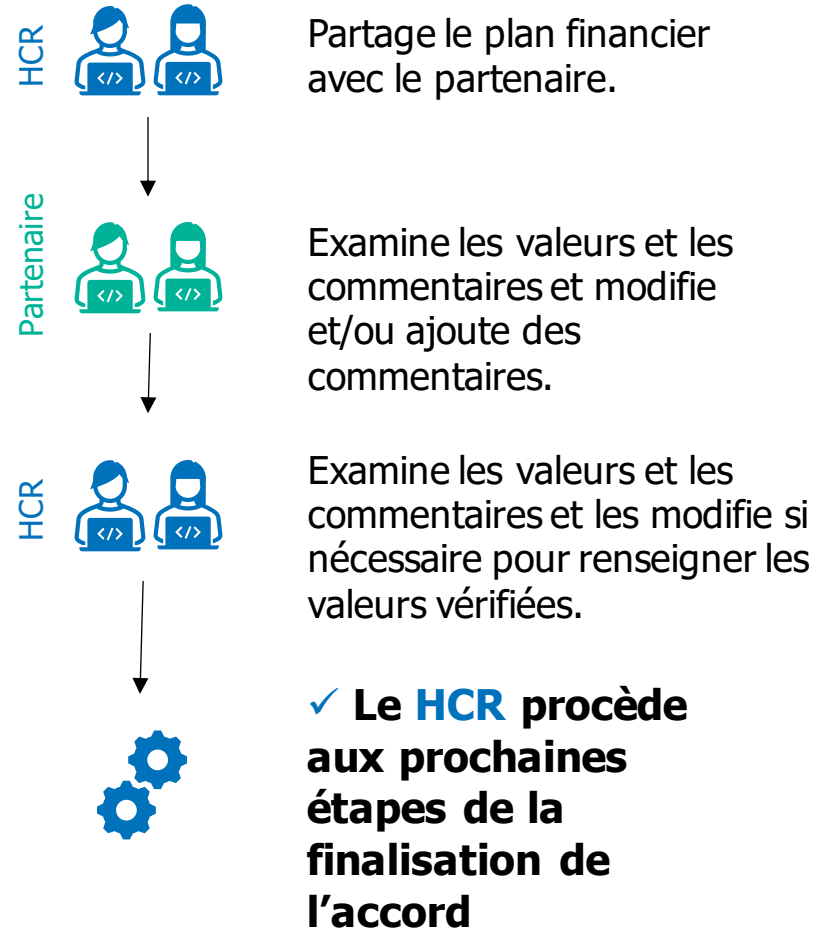 HCR
Partage le plan financier
avec le partenaire.
Partenaire
Examine les valeurs et les
commentaires et modifie
et/ou ajoute des
commentaires.
HCR
Examine les valeurs et les
commentaires et les modifie si
nécessaire pour renseigner les
valeurs vérifiées.
✓ Le HCR procède
aux prochaines
étapes de la
finalisation de
l’accord